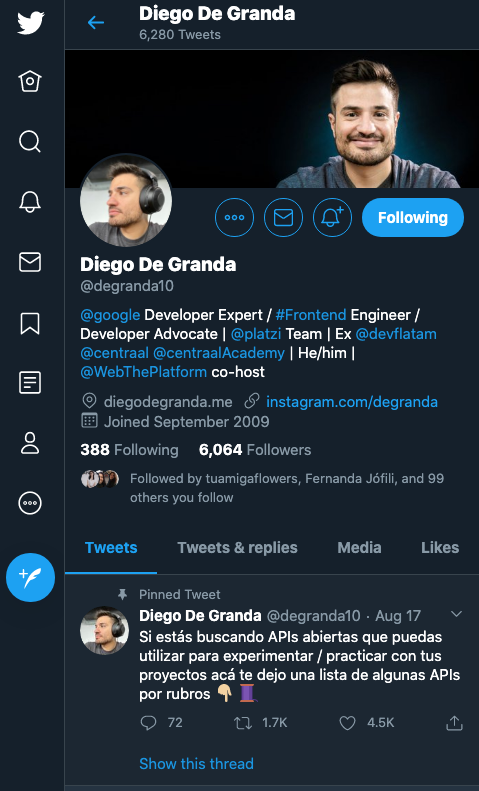 Diego De Granda
6,280 Tweets
Following
Diego De Granda
@degranda10
@google Developer Expert / #Frontend Engineer /
Developer Advocate | @platzi Team | Ex @devflatam
@centraal @centraalAcademy | He/him |
@WebThePlatform co-host
diegodegranda.me instagram.com/degranda
Joined September 2009
388 Following 6,064 Followers
Followed by tuamigaflowers, Fernanda Jófili, and 99
others you follow
Tweets Tweets & replies Media Likes
Pinned Tweet
Diego De Granda @degranda10 · Aug 17
Si estás buscando APIs abiertas que puedas
utilizar para experimentar / practicar con tus
proyectos acá te dejo una lista de algunas APIs
por rubros 👇🏼 🧵
72 1.7K 4.5K
Show this thread